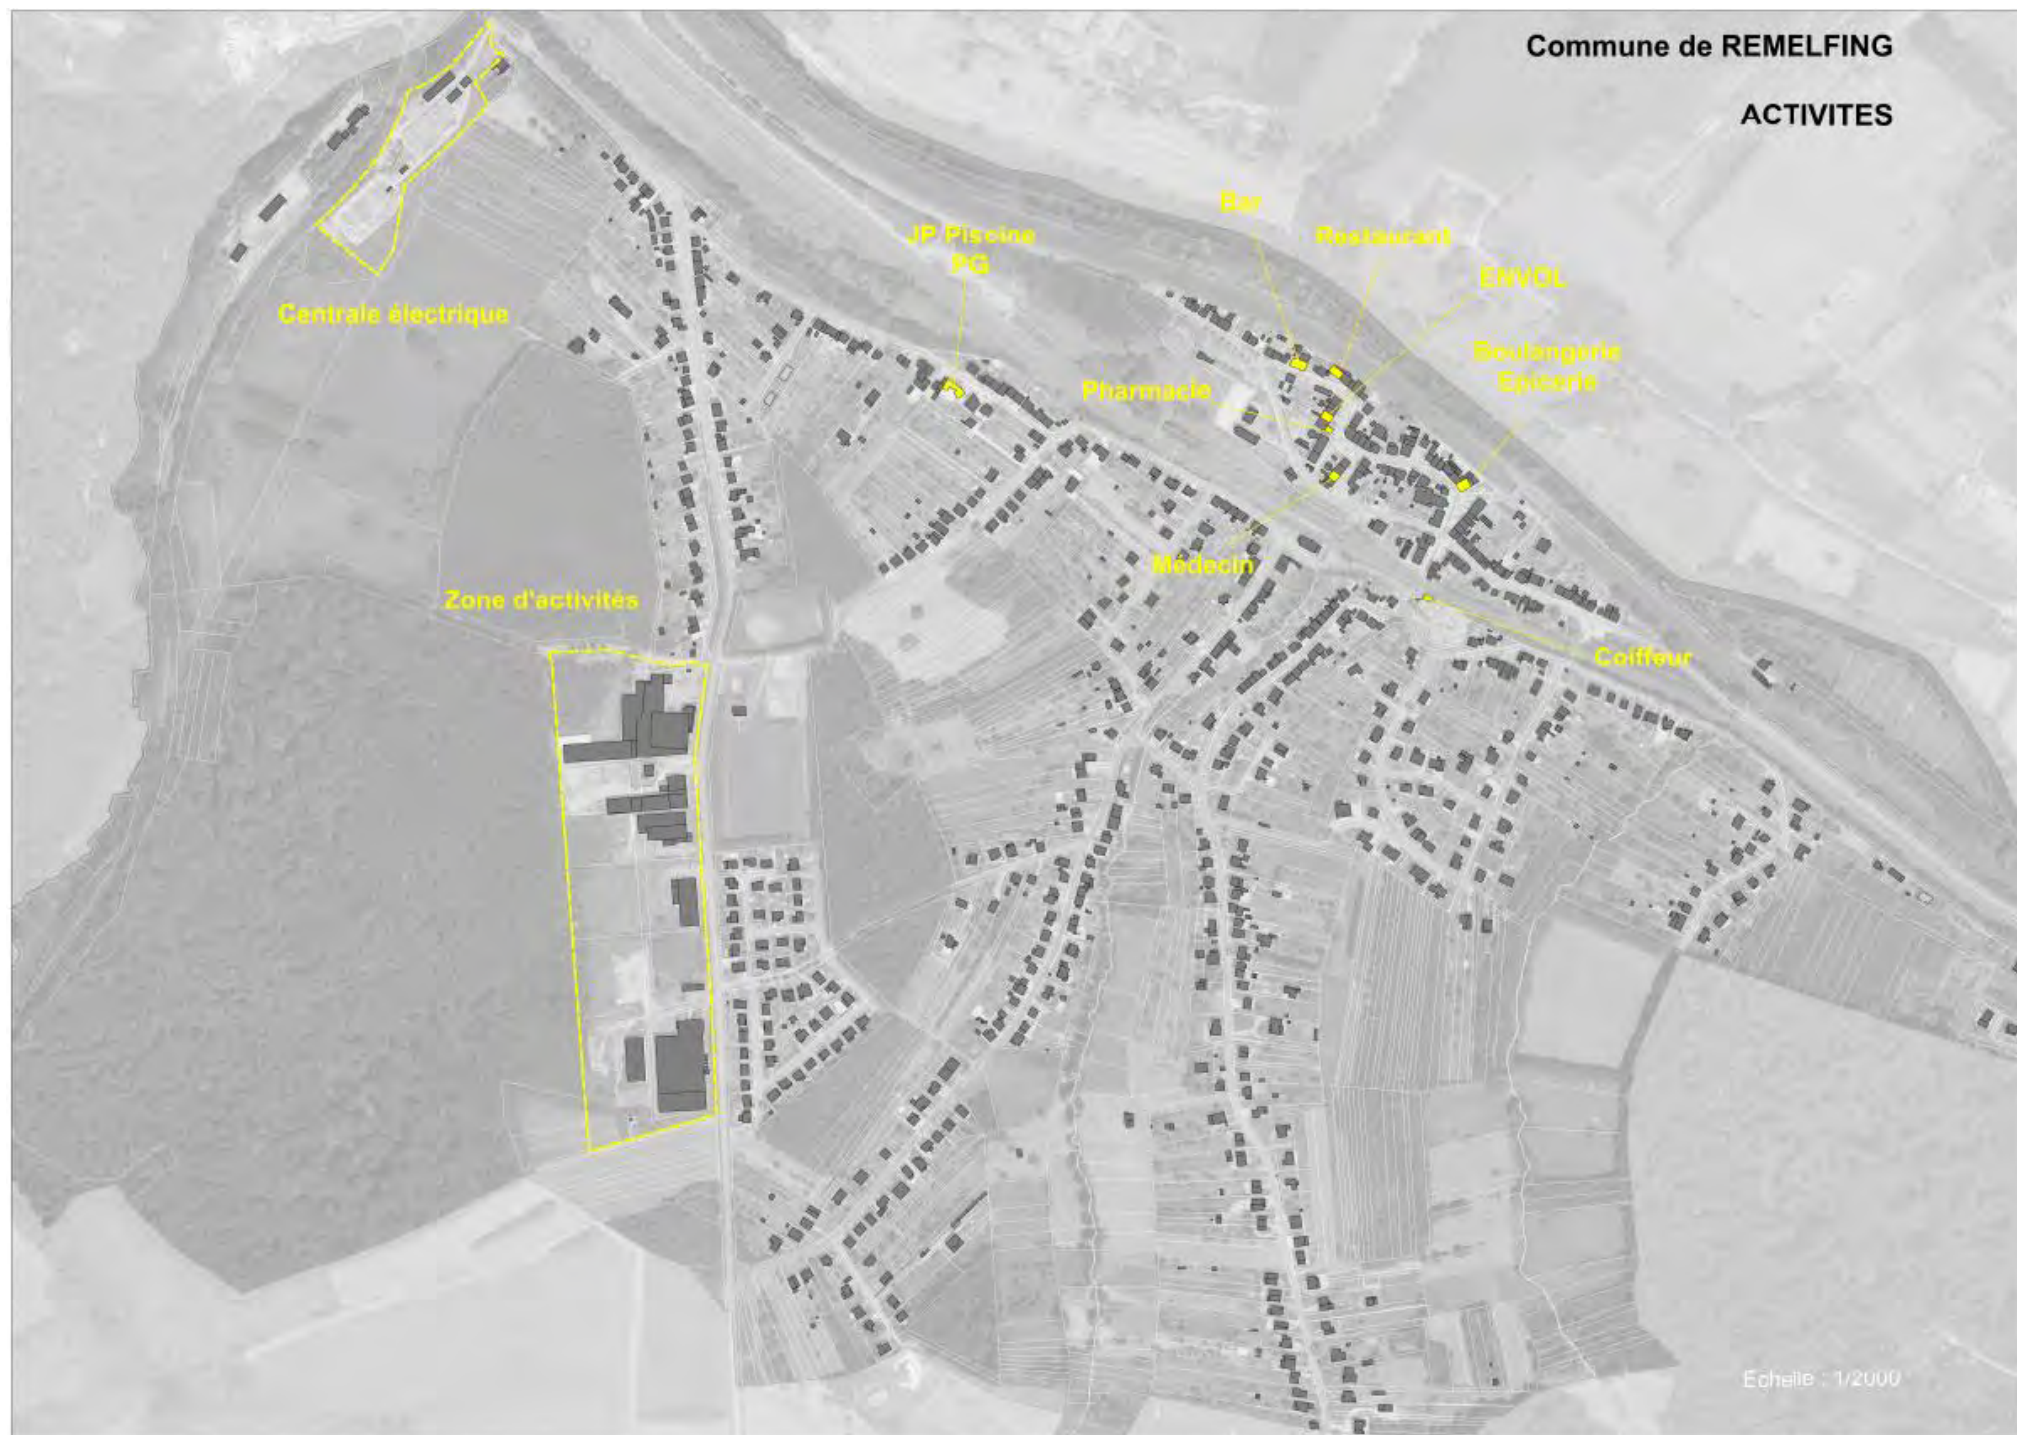 Commune de REMELFING
ACTIVITES
Bar
Restaurant
JP Piscine
PG
ENVOL
Centrale électrique
Boulangerie
Epicerie
Pharmacie
Médecin
Zone d'activités
Coiffeur
Echelle : 1/2000